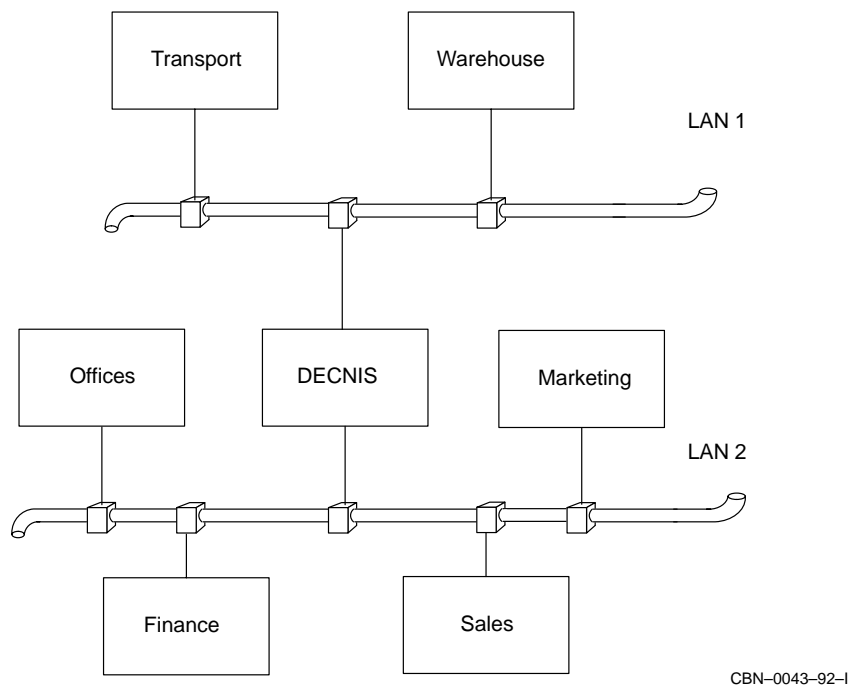 Transport
Warehouse
LAN 1
Offices
DECNIS
Marketing
LAN 2
Finance
Sales
CBN–0043–92–I